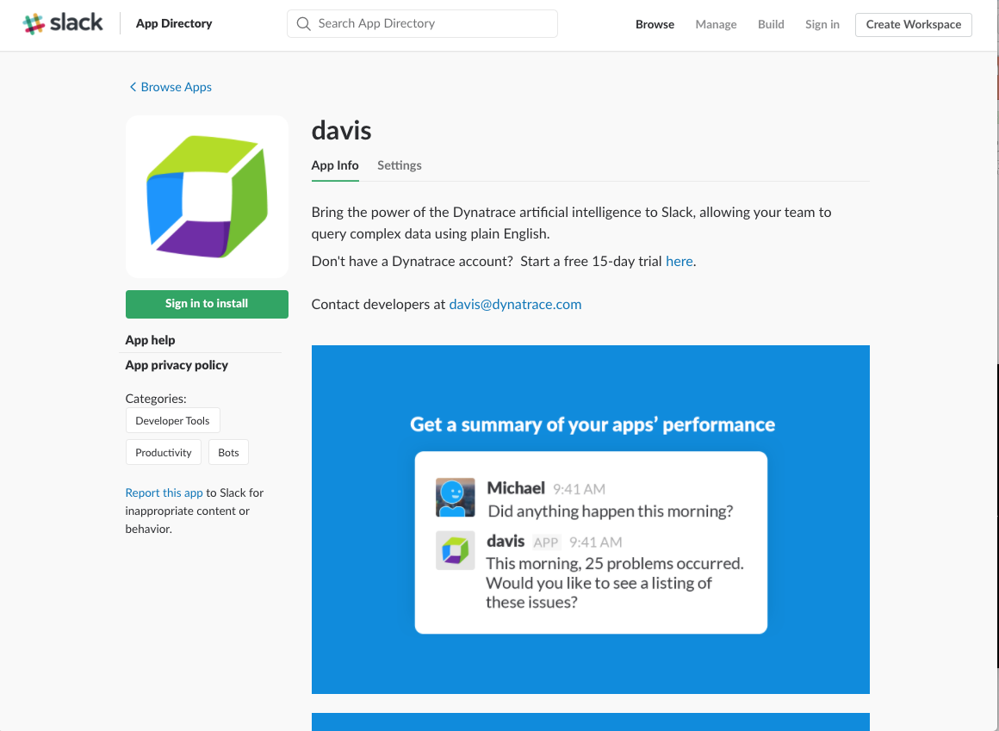 slack
App Directory
Search App Directory
Browse
Manage
Build
Sign in
Create Workspace
Browse Apps
davis
App Info
Settings
Bring the power of the Dynatrace artificial intelligence to Slack, allowing your team to
query complex data using plain English.
Don't have a Dynatrace account? Start a free 15-day trial here.
Contact developers at davis@dynatrace.com
Sign in to install
App help
App privacy policy
Categories:
Developer Tools
Productivity
Bots
Report this app to Slack for
inappropriate content or
behavior.
Get a summary of your apps’ performance
Michael 9:41 AM
Did anything happen this morning?
davis APP 9:41 AM
This morning, 25 problems occurred.
Would you like to see a listing of
these issues?